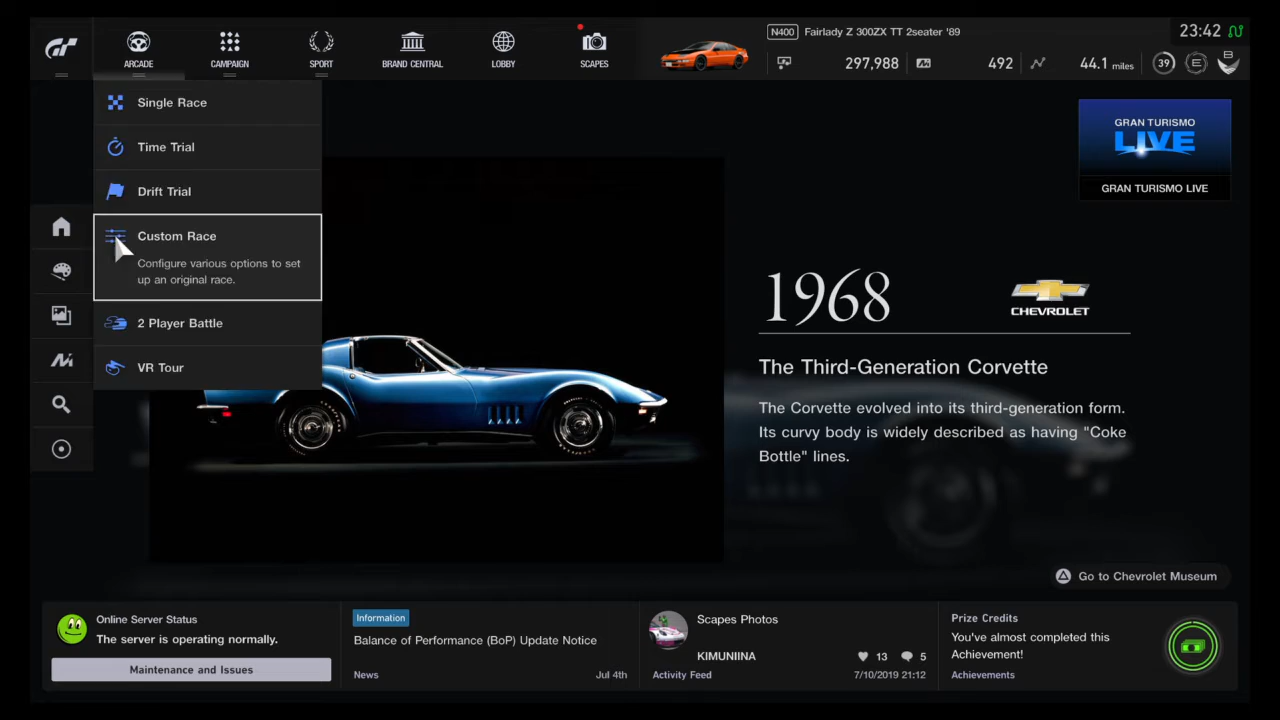 ARCADE
CAMPAIGN
SPORT
BRAND CENTRAL
LOBBY
SCAPES
N400 Fairlady Z 300ZX TT 2seater '89
297,988
492
44.1 miles
39
E
B
23:42
Single Race
Time Trial
Drift Trial
Custom Race
Configure various options to set
up an original race.
2 Player Battle
VR Tour
GRAN TURISMO
LIVE
GRAN TURISMO LIVE
1968
CHEVROLET
The Third-Generation Corvette
The Corvette evolved into its third-generation form.
Its curvy body is widely described as having "Coke
Bottle" lines.
Go to Chevrolet Museum
Online Server Status
The server is operating normally.
Maintenance and Issues
Information
Balance of Performance (BoP) Update Notice
News
Jul 4th
Scapes Photos
KIMUNIINA
13
5
Activity Feed
7/10/2019 21:12
Prize Credits
You've almost completed this
Achievement!
Achievements